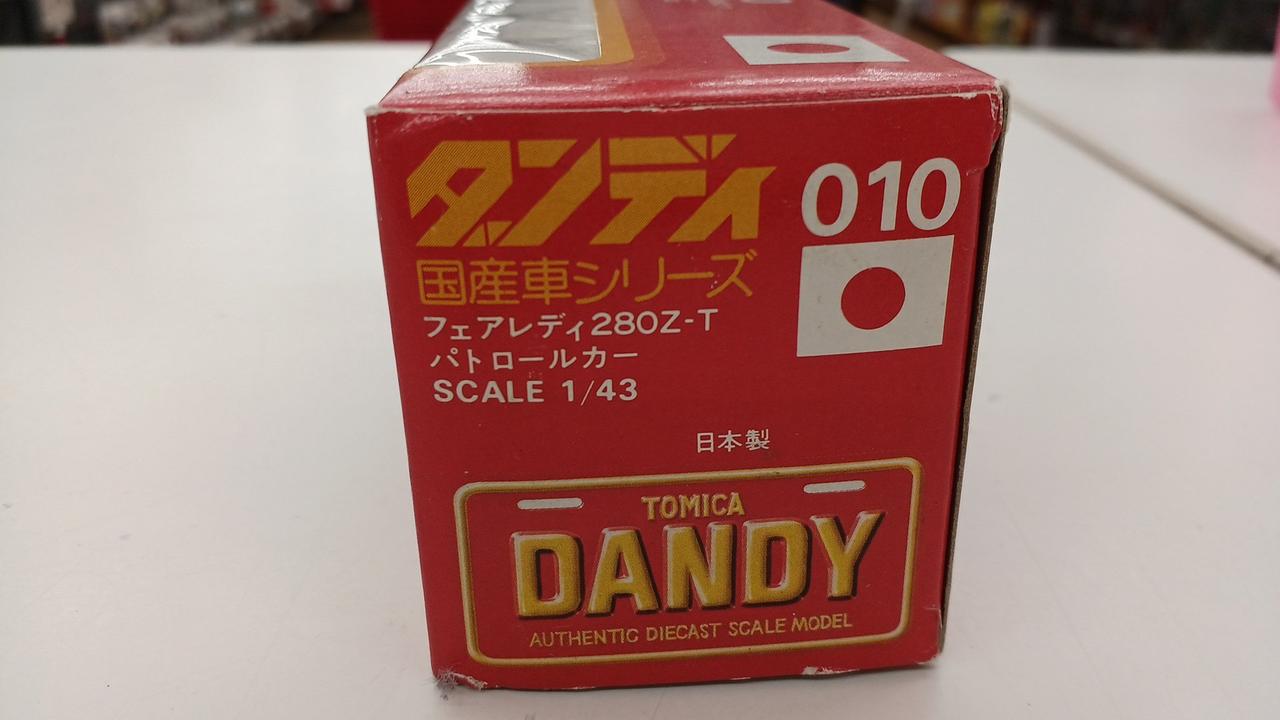 ダンディ
010
国産車シリーズ
フェアレディ280Z-T
パトロールカー
SCALE 1/43
日本製
TOMICA
DANDY
AUTHENTIC DIECAST SCALE MODEL